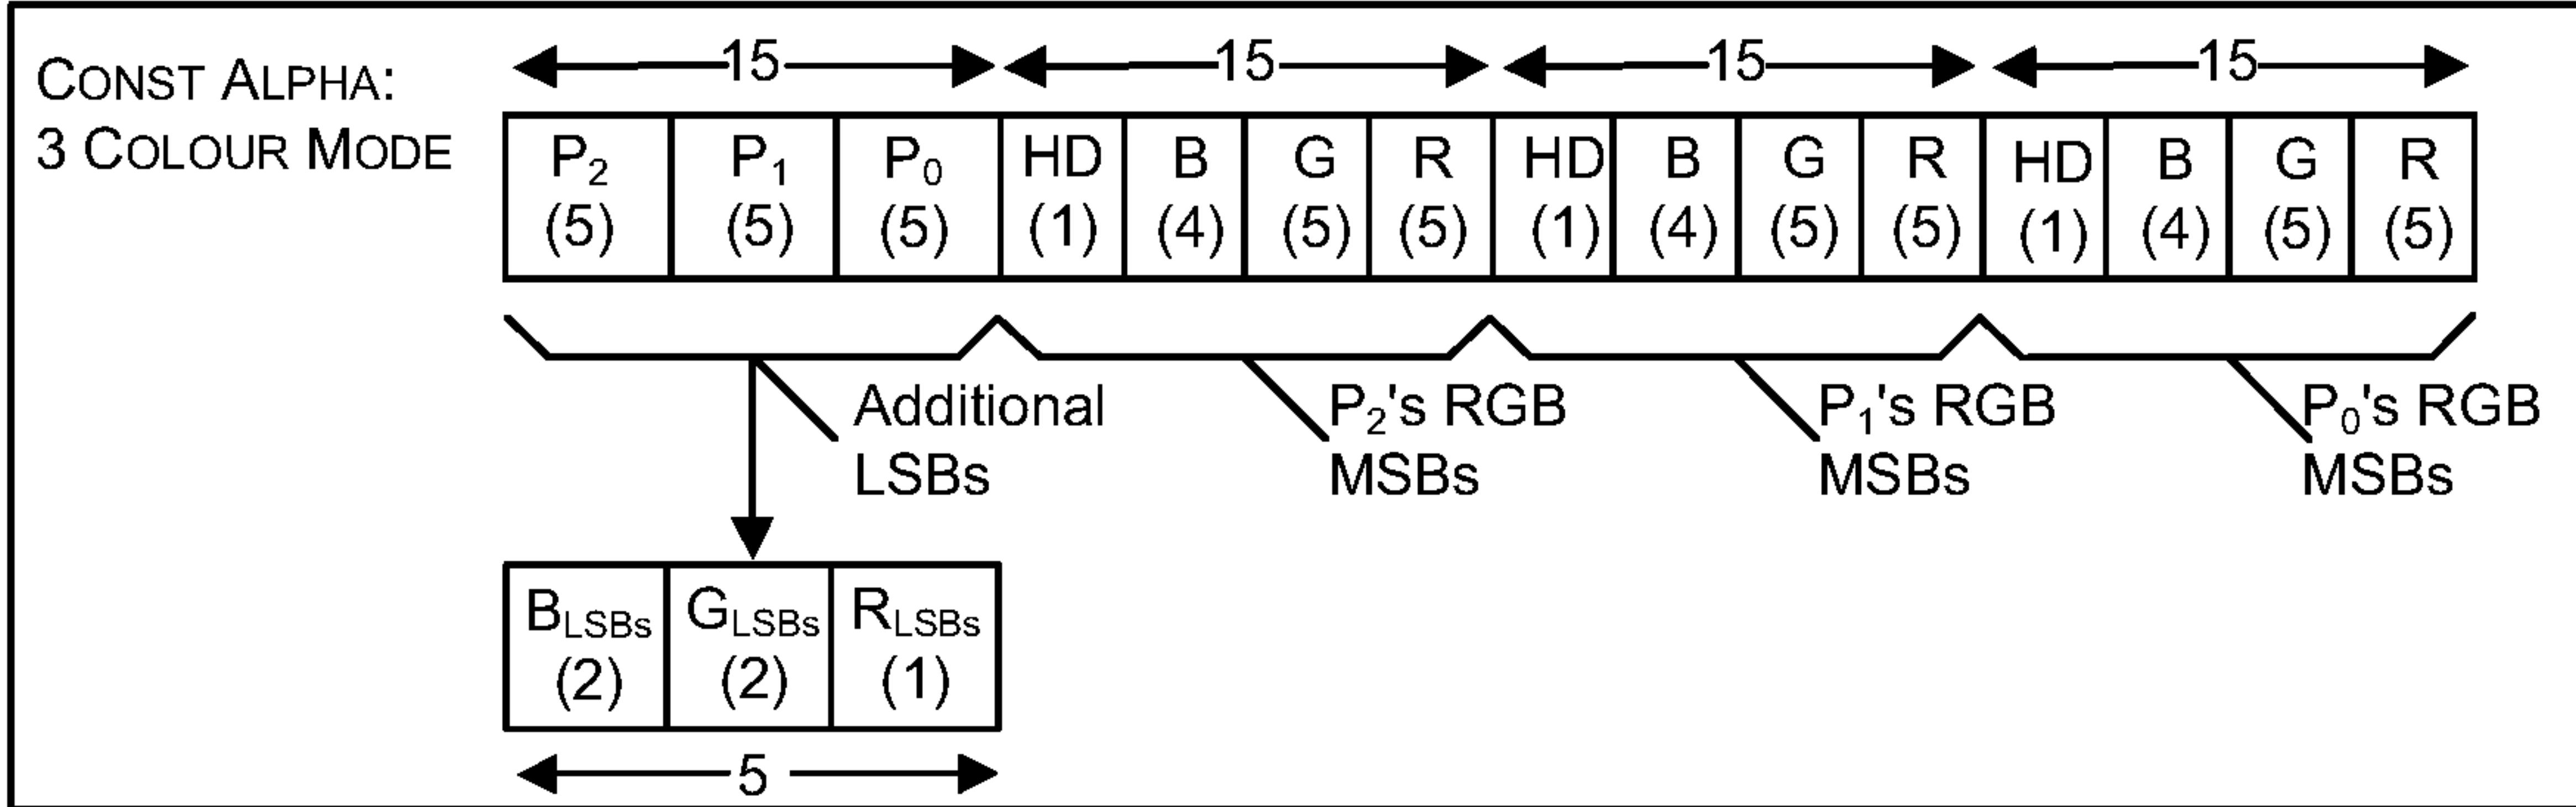 CONST ALPHA:
3 COLOUR MODE
15 15 15 15
P2 P1 P0 HD B G R HD B G R HD B G R
(5) (5) (5) (1) (4) (5) (5) (1) (4) (5) (5) (1) (4) (5) (5)
Additional P2's RGB P1's RGB P0's RGB
LSBs MSBs MSBs MSBs
BLSBs GLSBs RLSBs
(2) (2) (1)
5